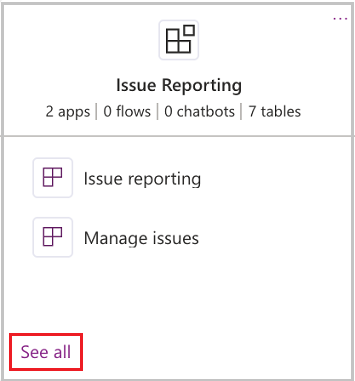 Issue Reporting
2 apps | 0 flows | 0 chatbots | 7 tables
Issue reporting
Manage issues
See all